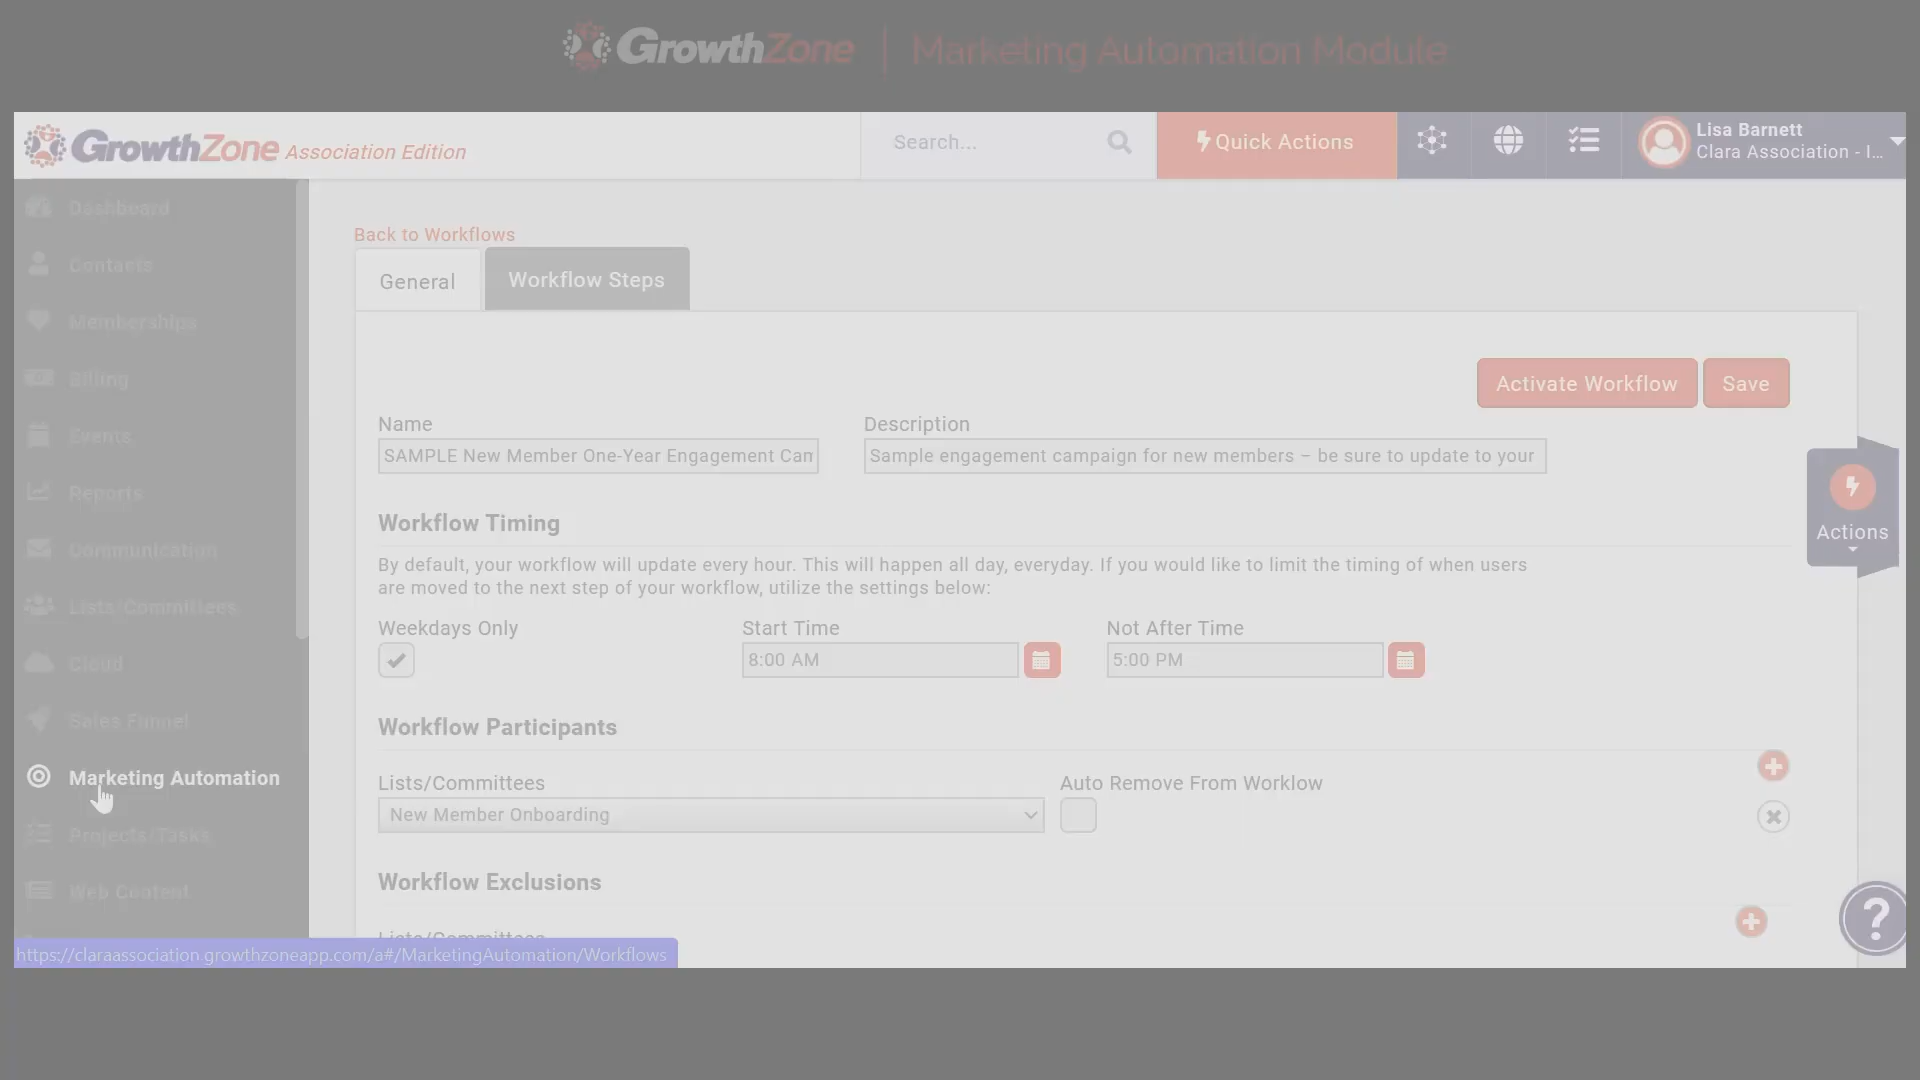 GrowthZone | Marketing Automation Module
GrowthZone Association Edition
Search...
Quick Actions
Lisa Barnett
Clara Association - I...
Dashboard
Contacts
Memberships
Billing
Events
Reports
Communication
Lists/Committees
Cloud
Sales Funnel
Marketing Automation
Projects/Tasks
Web Content
Back to Workflows
General
Workflow Steps
Activate Workflow
Save
Name
Description
SAMPLE New Member One-Year Engagement Cam
Sample engagement campaign for new members – be sure to update to your
Workflow Timing
By default, your workflow will update every hour. This will happen all day, everyday. If you would like to limit the timing of when users
are moved to the next step of your workflow, utilize the settings below:
Weekdays Only
Start Time
Not After Time
8:00 AM
5:00 PM
Actions
Workflow Participants
Lists/Committees
Auto Remove From Worklow
New Member Onboarding
Workflow Exclusions
Lists/Committees
?
https://claraassociation.growthzoneapp.com/a#/MarketingAutomation/Workflows